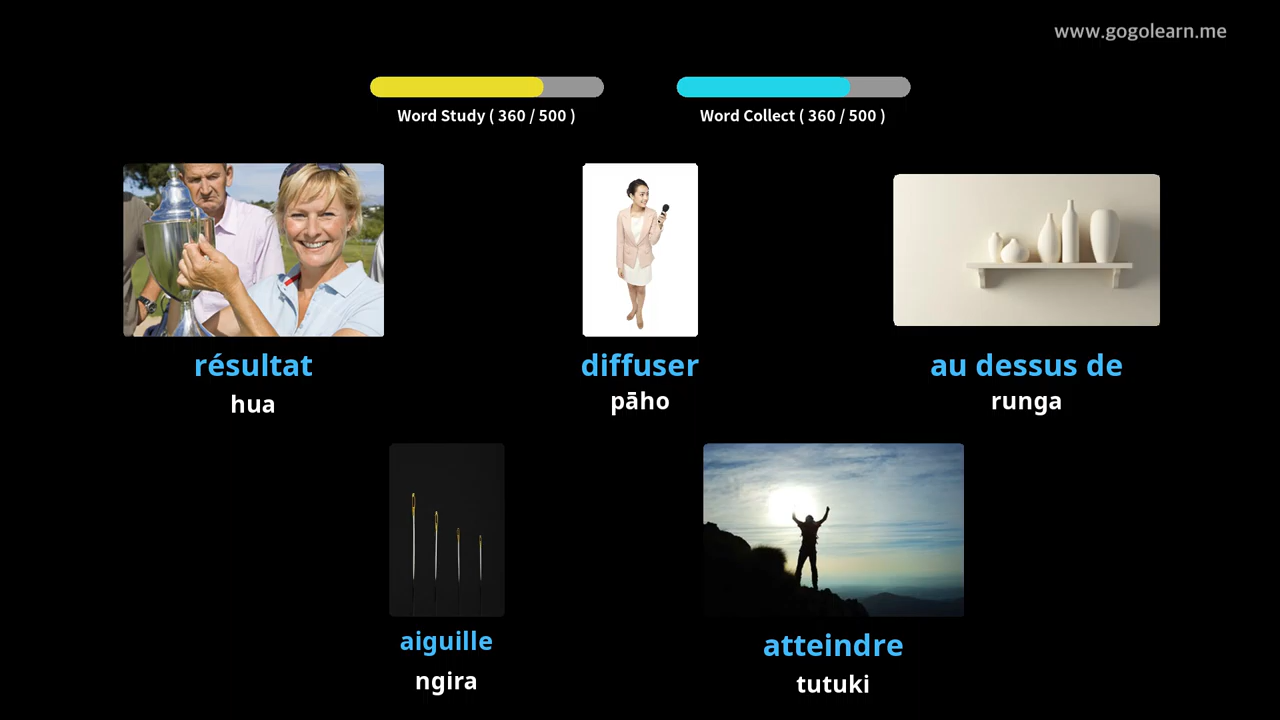 www.gogolearn.me
Word Study ( 360 / 500 )
Word Collect ( 360 / 500 )
résultat
hua
diffuser
pāho
au dessus de
runga
aiguille
ngira
atteindre
tutuki